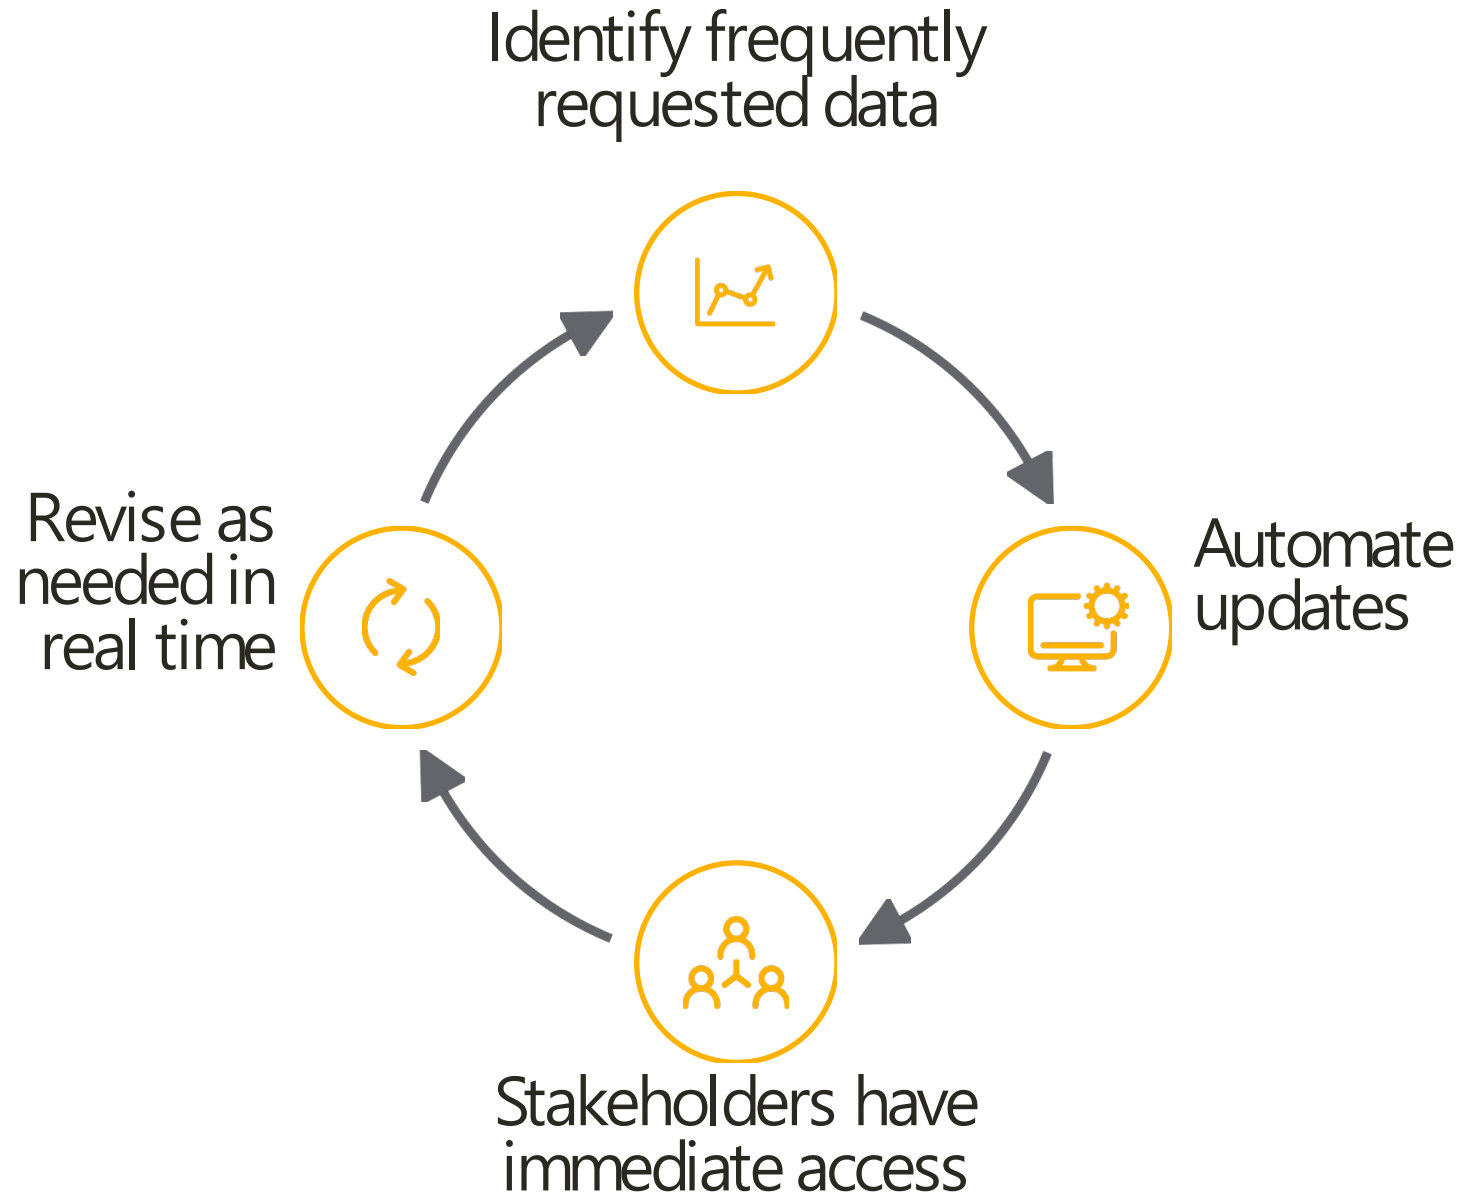 Identify frequently
requested data
Automate
updates
Stakeholders have
immediate access
Revise as
needed in
real time